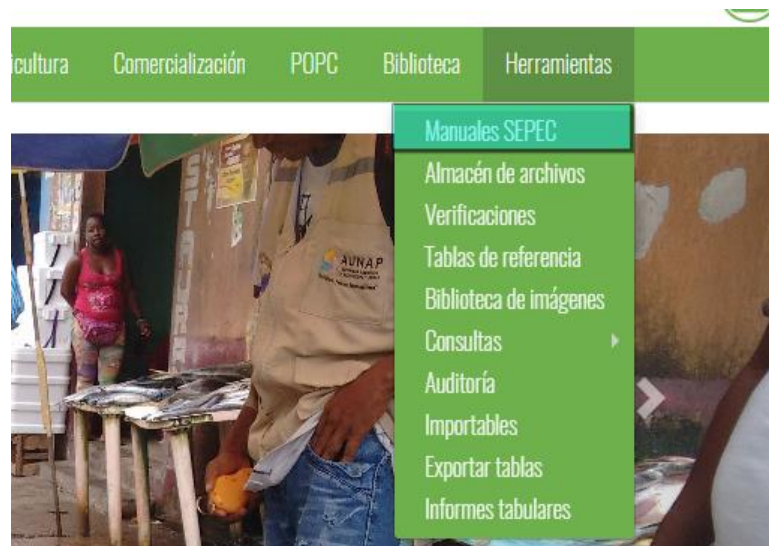 icultura Comercialización POPC Biblioteca Herramientas
Manuales SEPEC
Almacén de archivos
Verificaciones
Tablas de referencia
Biblioteca de imágenes
Consultas
Auditoría
Importables
Exportar tablas
Informes tabulares
AUNAP